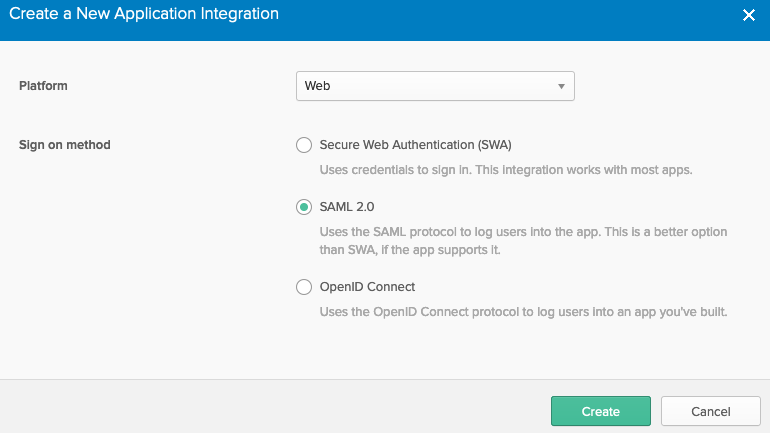 Create a New Application Integration
Platform
Web
Sign on method
Secure Web Authentication (SWA)
Uses credentials to sign in. This integration works with most apps.
SAML 2.0
Uses the SAML protocol to log users into the app. This is a better option
than SWA, if the app supports it.
OpenID Connect
Uses the OpenID Connect protocol to log users into an app you've built.
Create
Cancel